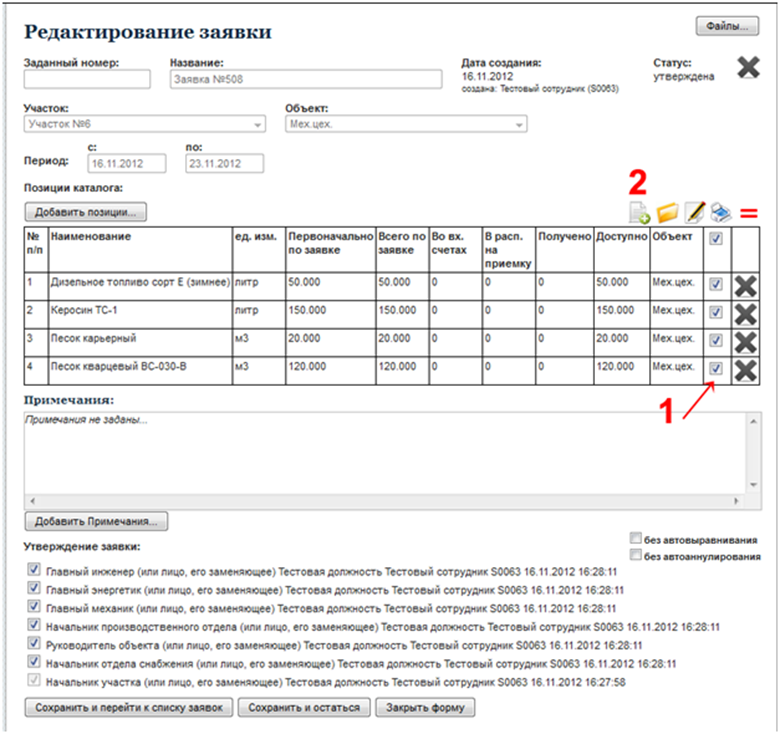 Редактирование заявки
Файлы...
Заданный номер: Название: Дата создания: Статус:
Заявка №508 16.11.2012 утверждена
создана: Тестовый сотрудник (S0063)
Участок: Объект:
Участок №6 Мех.цех.
с: по:
Период: 16.11.2012 23.11.2012
Позиции каталога:
2
Добавить позиции... =
№ п/п Наименование ед. изм. Первоначально по заявке Всего по заявке Во вх. счетах В расп. на приемку Получено Доступно Объект
1 Дизельное топливо сорт Е (зимнее) литр 50.000 50.000 0 0 0 50.000 Мех.цех.
2 Керосин ТС-1 литр 150.000 150.000 0 0 0 150.000 Мех.цех.
3 Песок карьерный м3 20.000 20.000 0 0 0 20.000 Мех.цех.
4 Песок кварцевый ВС-030-В м3 120.000 120.000 0 0 0 120.000 Мех.цех.
Примечания:
1
Примечания не заданы...
Добавить Примечания...
без автовыравнивания
Утверждение заявки:
без автоаннулирования
Главный инженер (или лицо, его заменяющее) Тестовая должность Тестовый сотрудник S0063 16.11.2012 16:28:11
Главный энергетик (или лицо, его заменяющее) Тестовая должность Тестовый сотрудник S0063 16.11.2012 16:28:11
Главный механик (или лицо, его заменяющее) Тестовая должность Тестовый сотрудник S0063 16.11.2012 16:28:11
Начальник производственного отдела (или лицо, его заменяющее) Тестовая должность Тестовый сотрудник S0063 16.11.2012 16:28:11
Руководитель объекта (или лицо, его заменяющее) Тестовая должность Тестовый сотрудник S0063 16.11.2012 16:28:11
Начальник отдела снабжения (или лицо, его заменяющее) Тестовая должность Тестовый сотрудник S0063 16.11.2012 16:28:11
Начальник участка (или лицо, его заменяющее) Тестовая должность Тестовый сотрудник S0063 16.11.2012 16:27:58
Сохранить и перейти к списку заявок Сохранить и остаться Закрыть форму